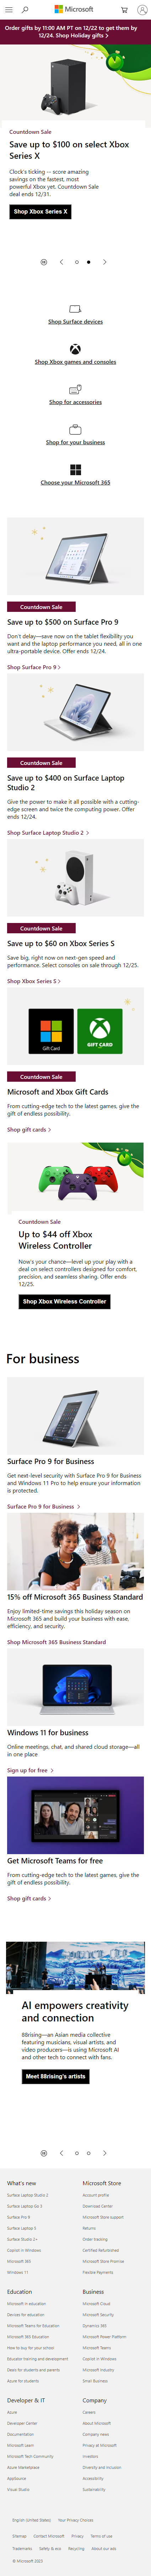 Microsoft
Order gifts by 11:00 AM PT on 12/22 to get them by
12/24. Shop Holiday gifts >
Countdown Sale
Save up to $100 on select Xbox
Series X
Clock's ticking -- score amazing
savings on the fastest, most
powerful Xbox yet. Countdown Sale
deal ends 12/31.
Shop Xbox Series X
Shop Surface devices
Shop Xbox games and consoles
Shop for accessories
Shop for your business
Choose your Microsoft 365
Countdown Sale
Save up to $500 on Surface Pro 9
Don't delay—save now on the tablet flexibility you
want and the laptop performance you need, all in one
ultra-portable device. Offer ends 12/24.
Shop Surface Pro 9 >
Countdown Sale
Save up to $400 on Surface Laptop
Studio 2
Give the power to make it all possible with a cutting-
edge screen and twice the computing power. Offer
ends 12/24.
Shop Surface Laptop Studio 2 >
Countdown Sale
Save up to $60 on Xbox Series S
Save big, right now on next-gen speed and
performance. Select consoles on sale through 12/25.
Shop Xbox Series S >
Gift Card
GIFT CARD
Countdown Sale
Microsoft and Xbox Gift Cards
From cutting-edge tech to the latest games, give the
gift of endless possibility.
Shop gift cards >
Countdown Sale
Up to $44 off Xbox
Wireless Controller
Now's your chance—level up your play with a
deal on select controllers designed for comfort,
precision, and seamless sharing. Offer ends
12/25.
Shop Xbox Wireless Controller
For business
Surface Pro 9 for Business
Get next-level security with Surface Pro 9 for Business
and Windows 11 Pro to help ensure your information
is protected.
Surface Pro 9 for Business >
15% off Microsoft 365 Business Standard
Enjoy limited-time savings this holiday season on
Microsoft 365 and build your business with ease,
efficiency, and security.
Shop Microsoft 365 Business Standard
Windows 11 for business
Online meetings, chat, and shared cloud storage—all
in one place
Sign up for free >
Get Microsoft Teams for free
From cutting-edge tech to the latest games, give the
gift of endless possibility.
Shop gift cards >
AI empowers creativity
and connection
88rising—an Asian media collective
featuring musicians, visual artists, and
video producers—is using Microsoft AI
and other tech to connect with fans.
Meet 88rising's artists
What's new
Surface Laptop Studio 2
Surface Laptop Go 3
Surface Pro 9
Surface Laptop 5
Surface Studio 2+
Copilot in Windows
Microsoft 365
Windows 11
Microsoft Store
Account profile
Download Center
Microsoft Store support
Returns
Order tracking
Certified Refurbished
Microsoft Store Promise
Flexible Payments
Education
Microsoft in education
Devices for education
Microsoft Teams for Education
Microsoft 365 Education
How to buy for your school
Educator training and development
Deals for students and parents
Azure for students
Business
Microsoft Cloud
Microsoft Security
Dynamics 365
Microsoft 365
Microsoft Power Platform
Microsoft Teams
Copilot in Windows
Microsoft Industry
Small Business
Developer & IT
Azure
Developer Center
Documentation
Microsoft Learn
Microsoft Tech Community
Azure Marketplace
AppSource
Visual Studio
Company
Careers
About Microsoft
Company news
Privacy at Microsoft
Investors
Diversity and inclusion
Accessibility
Sustainability
English (United States)
Your Privacy Choices
Sitemap
Contact Microsoft
Privacy
Terms of use
Trademarks
Safety & eco
Recycling
About our ads
© Microsoft 2023